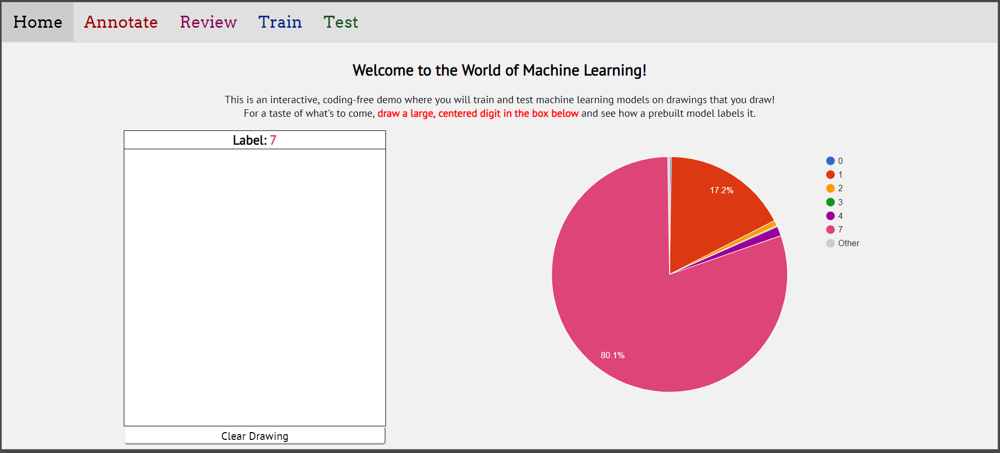 Home Annotate Review Train Test
Welcome to the World of Machine Learning!
This is an interactive, coding-free demo where you will train and test machine learning models on drawings that you draw!
For a taste of what's to come, draw a large, centered digit in the box below and see how a prebuilt model labels it.
Label: 7
Clear Drawing
17.2%
80.1%
0
1
2
3
4
7
Other